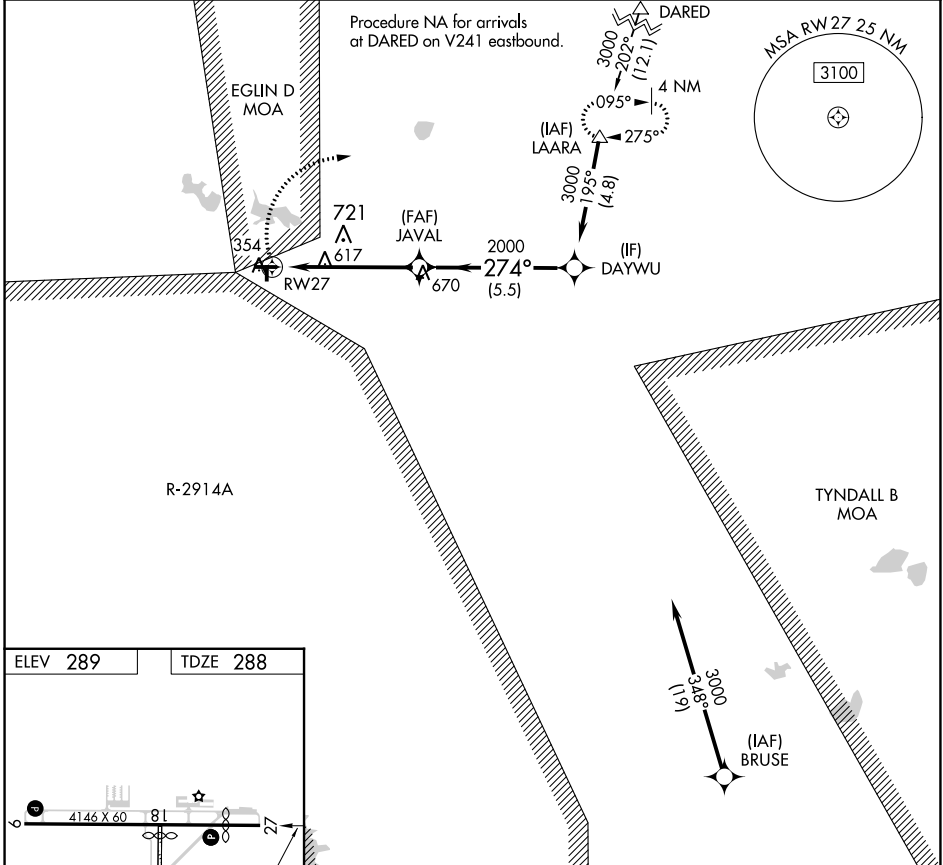 Procedure NA for arrivals
at DARED on V241 eastbound.
DARED
3000
202°
(12.1)
MSA RW27 25 NM
3100
EGLIN D
MOA
4 NM
095°
275°
(IAF)
LAARA
3000
195°
(4.8)
721
617
354
RW27
(FAF)
JAVAL
670
2000
274°
(5.5)
(IF)
DAYWU
R-2914A
TYNDALL B
MOA
3000
348°
(19)
(IAF)
BRUSE
ELEV 289
TDZE 288
P
4146 X 60
18
9
27
P